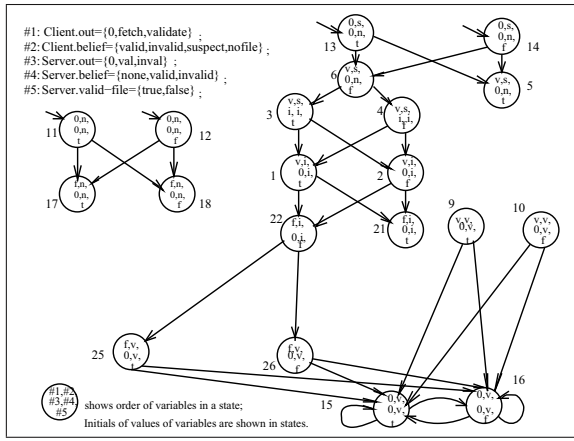 #1: Client.out={0,fetch,validate} ;
#2: Client.belief={valid,invalid,suspect,nofile} ;
#3: Server.out={0,val,inval} ;
#4: Server.belief={none,valid,invalid} ;
#5: Server.valid−file={true,false} ;
0,s,
0,n,
t
13
0,s,
0,n,
f
14
v,s,
0,n,
f
6
v,s,
0,n,
t
5
v,s,
i, i,
t
3
v,s,
i,i,
f
4
0,n,
0,n,
t
11
0,n,
0,n,
f
12
v,i,
0,i,
t
1
v,i,
0,i,
f
2
f,n,
0,n,
t
17
f,n,
0,n,
f
18
f,i,
0,i,
f
22
f,i,
0,i,
t
21
v,v,
0,v,
t
9
v,v,
0,v,
f
10
f,v,
0,v,
t
25
f,v,
0,v,
f
26
0,v,
0,v,
t
15
0,v,
0,v,
f
16
#1,#2
#3,#4,
#5
shows order of variables in a state;
Initials of values of variables are shown in states.